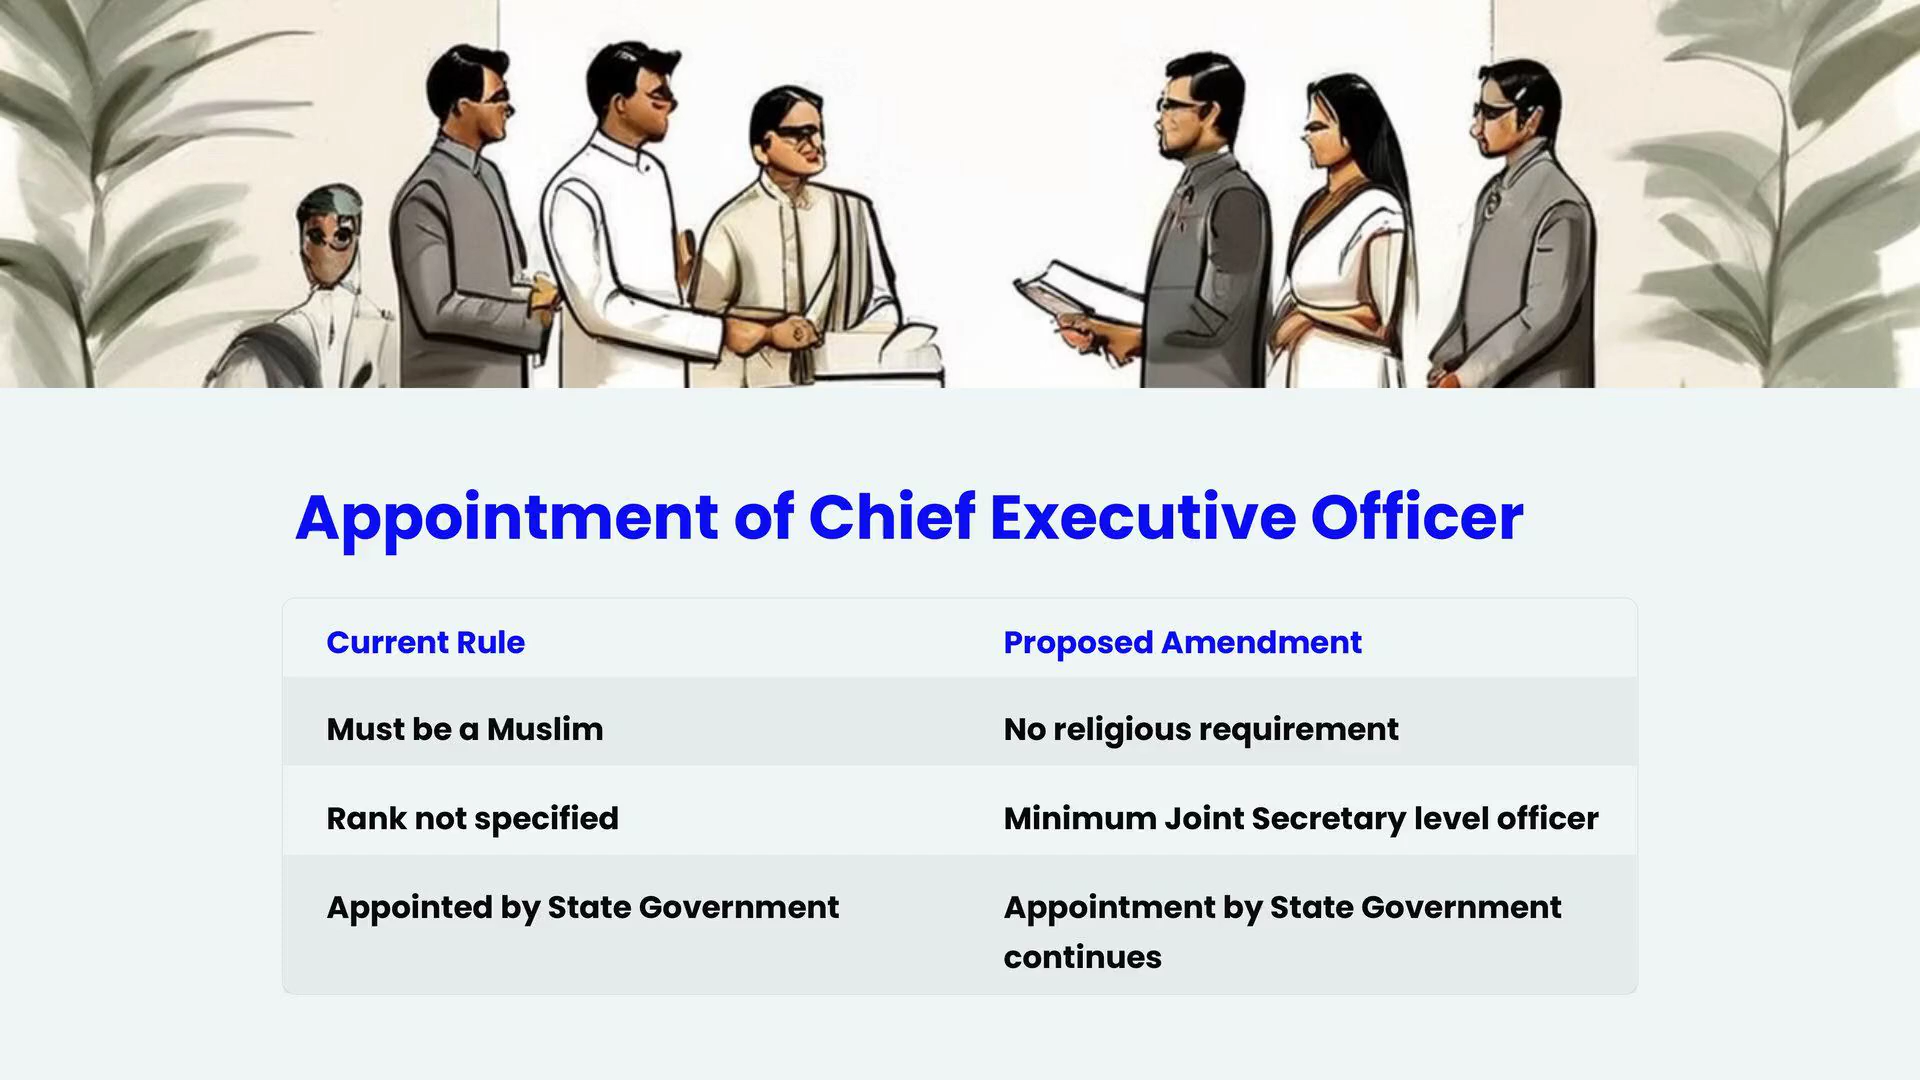 Appointment of Chief Executive Officer
Current Rule
Proposed Amendment
Must be a Muslim
No religious requirement
Rank not specified
Minimum Joint Secretary level officer
Appointed by State Government
Appointment by State Government
continues